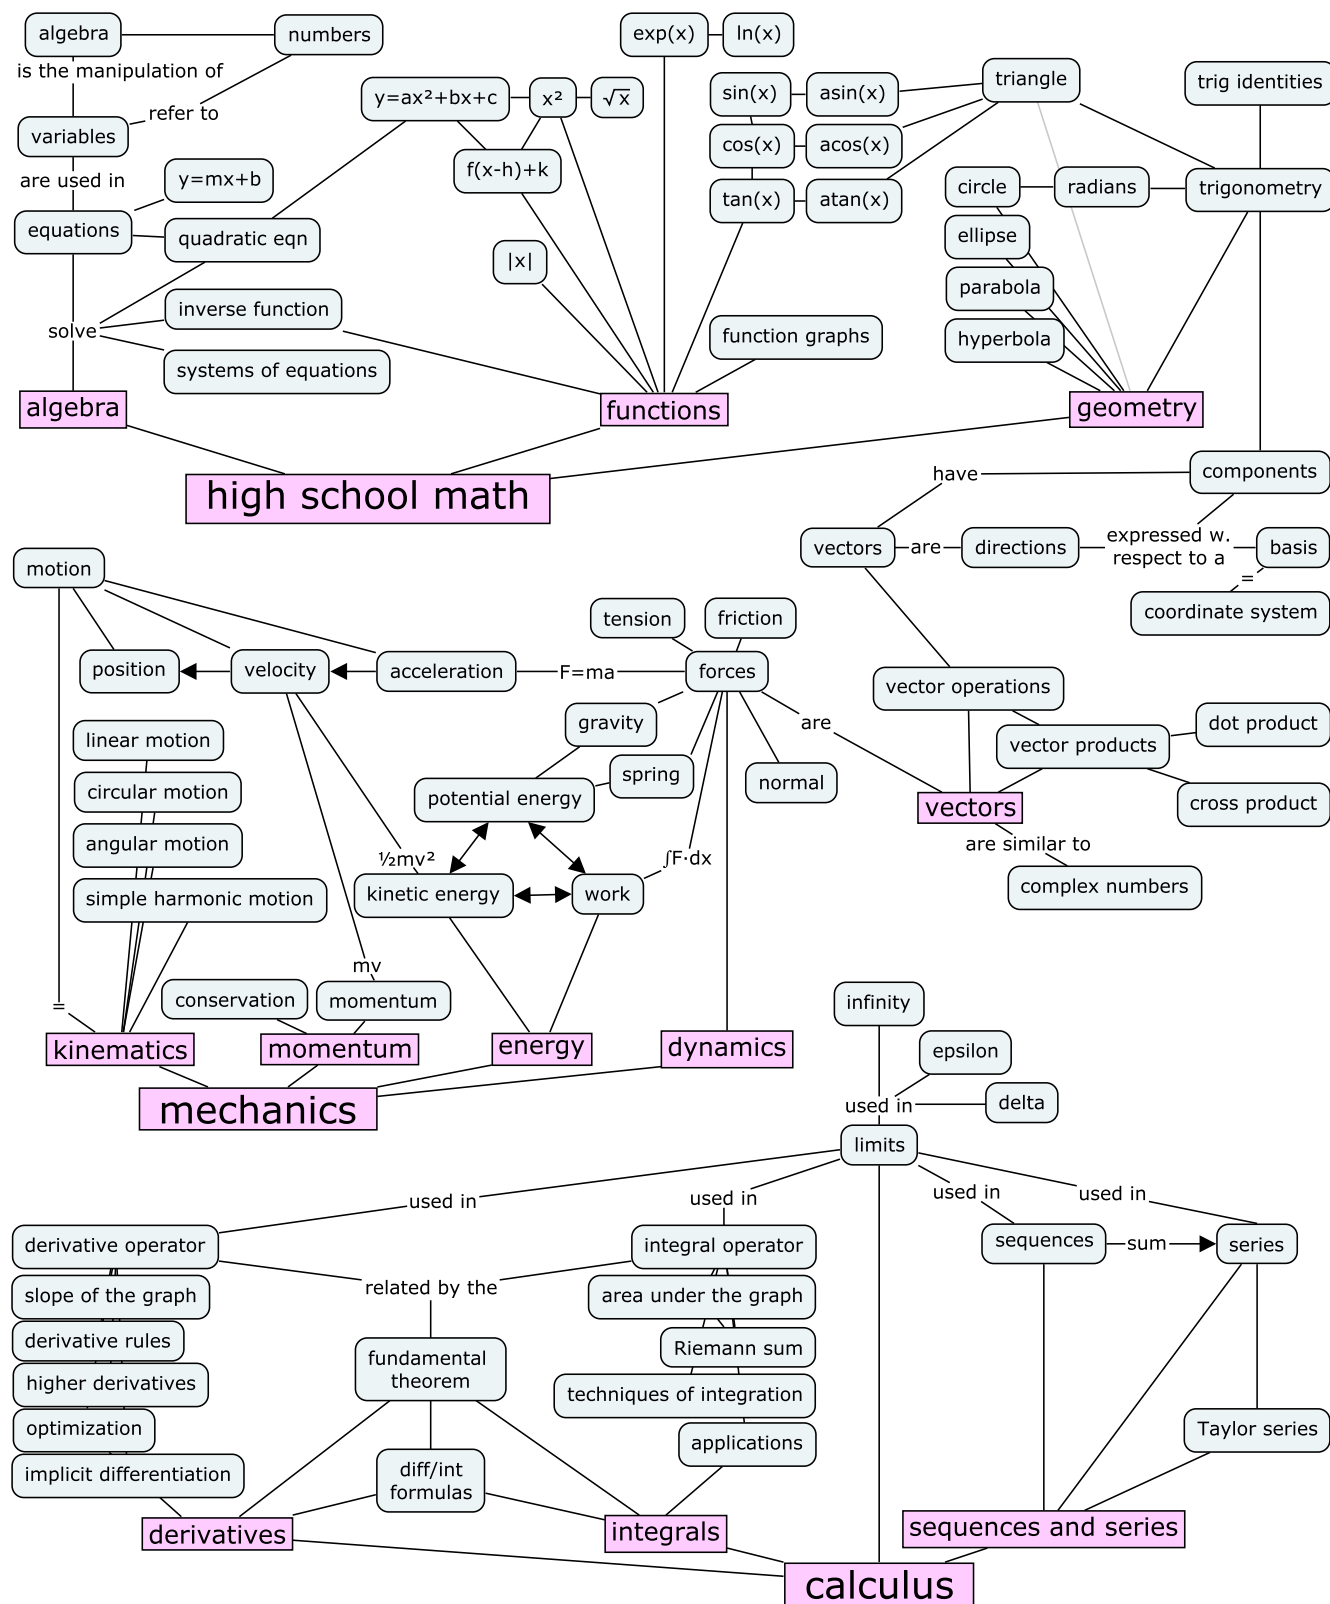 algebra
numbers
is the manipulation of
refer to
variables
are used in
y=mx+b
equations
quadratic eqn
inverse function
solve
systems of equations
algebra
exp(x)
ln(x)
y=ax²+bx+c
x²
√x
f(x-h)+k
|x|
sin(x)
asin(x)
cos(x)
acos(x)
tan(x)
atan(x)
function graphs
functions
triangle
trig identities
circle
radians
trigonometry
ellipse
parabola
hyperbola
geometry
high school math
have
components
vectors
are
directions
expressed w.
respect to a
basis
=
coordinate system
vector operations
vector products
dot product
cross product
vectors
are similar to
complex numbers
motion
position
velocity
acceleration
F=ma
tension
friction
forces
are
gravity
spring
normal
potential energy
linear motion
circular motion
angular motion
simple harmonic motion
½mv²
∫F·dx
kinetic energy
work
mv
=
conservation
momentum
kinematics
momentum
energy
dynamics
mechanics
infinity
epsilon
delta
used in
limits
used in
used in
used in
used in
derivative operator
slope of the graph
derivative rules
higher derivatives
optimization
implicit differentiation
related by the
fundamental
theorem
diff/int
formulas
integral operator
area under the graph
Riemann sum
techniques of integration
applications
sequences
sum
series
Taylor series
derivatives
integrals
sequences and series
calculus